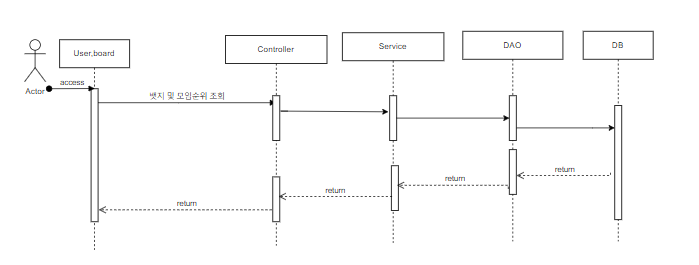 User,board
Controller
Service
DAO
DB
Actor
access
뱃지 및 모임순위 조회
return
return
return
return